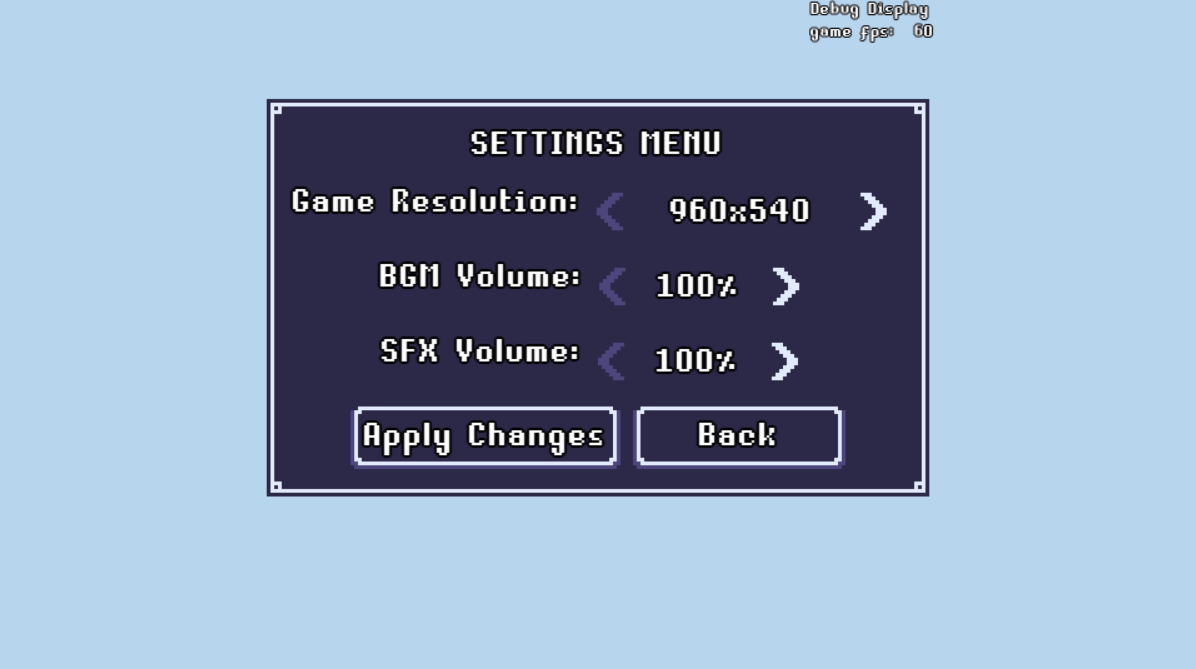 Debug Display
game fps: 60
SETTINGS MENU
Game Resolution: 960x540
BGM Volume: 100%
SFX Volume: 100%
Apply Changes Back